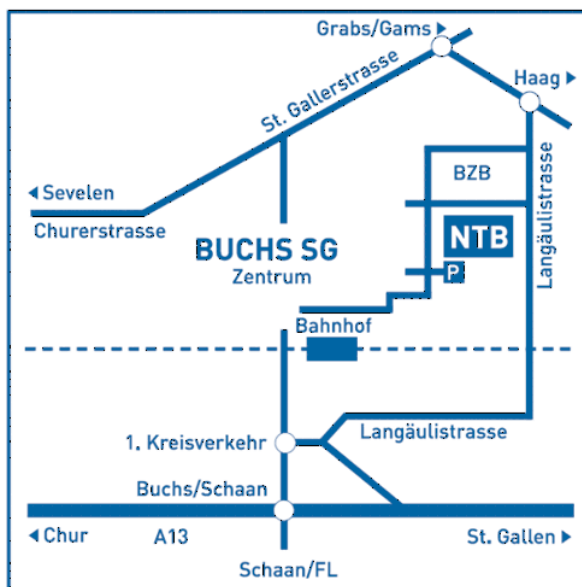 Grabs/Gams
Haag
St. Gallerstrasse
BZB
Sevelen
Churerstrasse
Langäulistrasse
NTB
BUCHS SG
Zentrum
P
Bahnhof
Langäulistrasse
1. Kreisverkehr
Buchs/Schaan
Chur
A13
St. Gallen
Schaan/FL